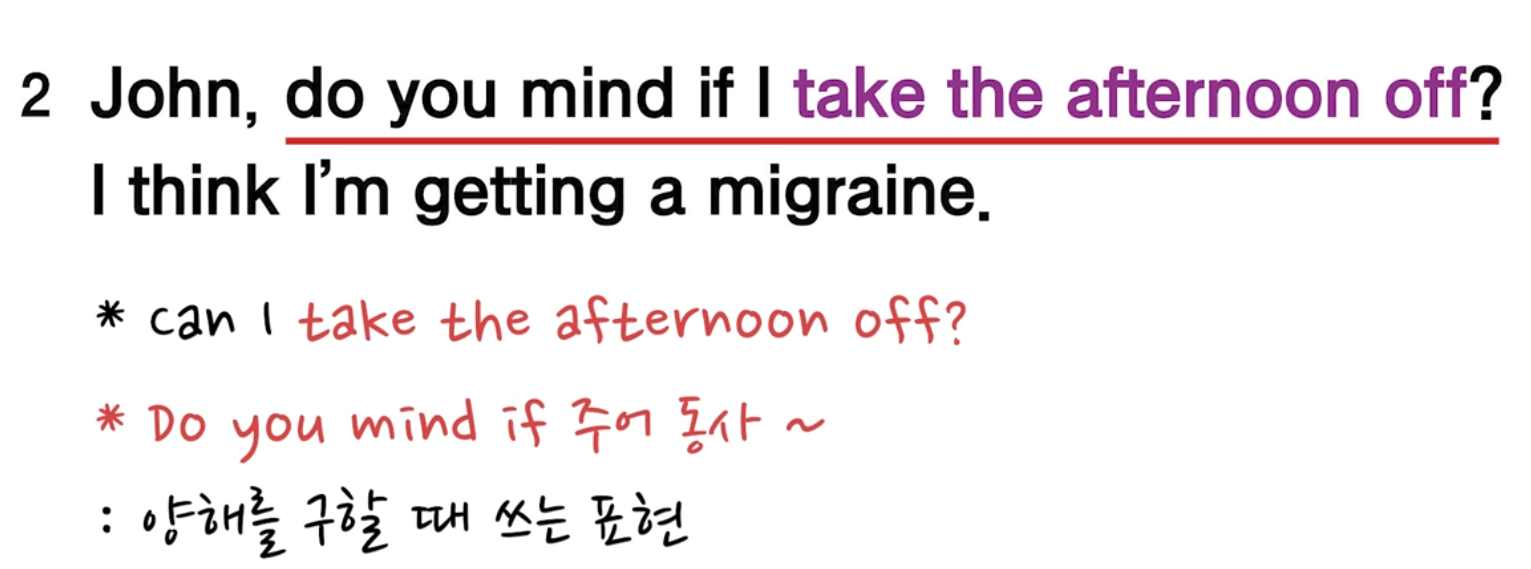 2 John, do you mind if I take the afternoon off?
I think I'm getting a migraine.
* can I take the afternoon off?
* Do you mind if 주어 동사 ~
: 양해를 구할 때 쓰는 표현